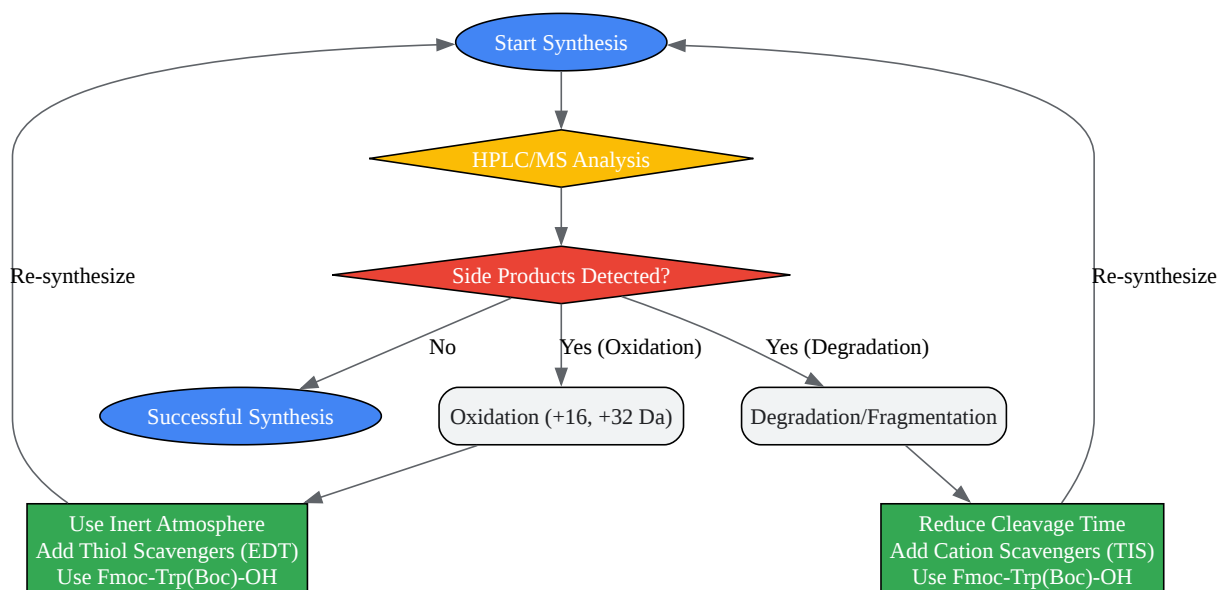 Start Synthesis
HPLC/MS Analysis
Side Products Detected?
Re-synthesize
Re-synthesize
No
Yes (Oxidation)
Yes (Degradation)
Successful Synthesis
Oxidation (+16, +32 Da)
Degradation/Fragmentation
Use Inert Atmosphere
Add Thiol Scavengers (EDT)
Use Fmoc-Trp(Boc)-OH
Reduce Cleavage Time
Add Cation Scavengers (TIS)
Use Fmoc-Trp(Boc)-OH